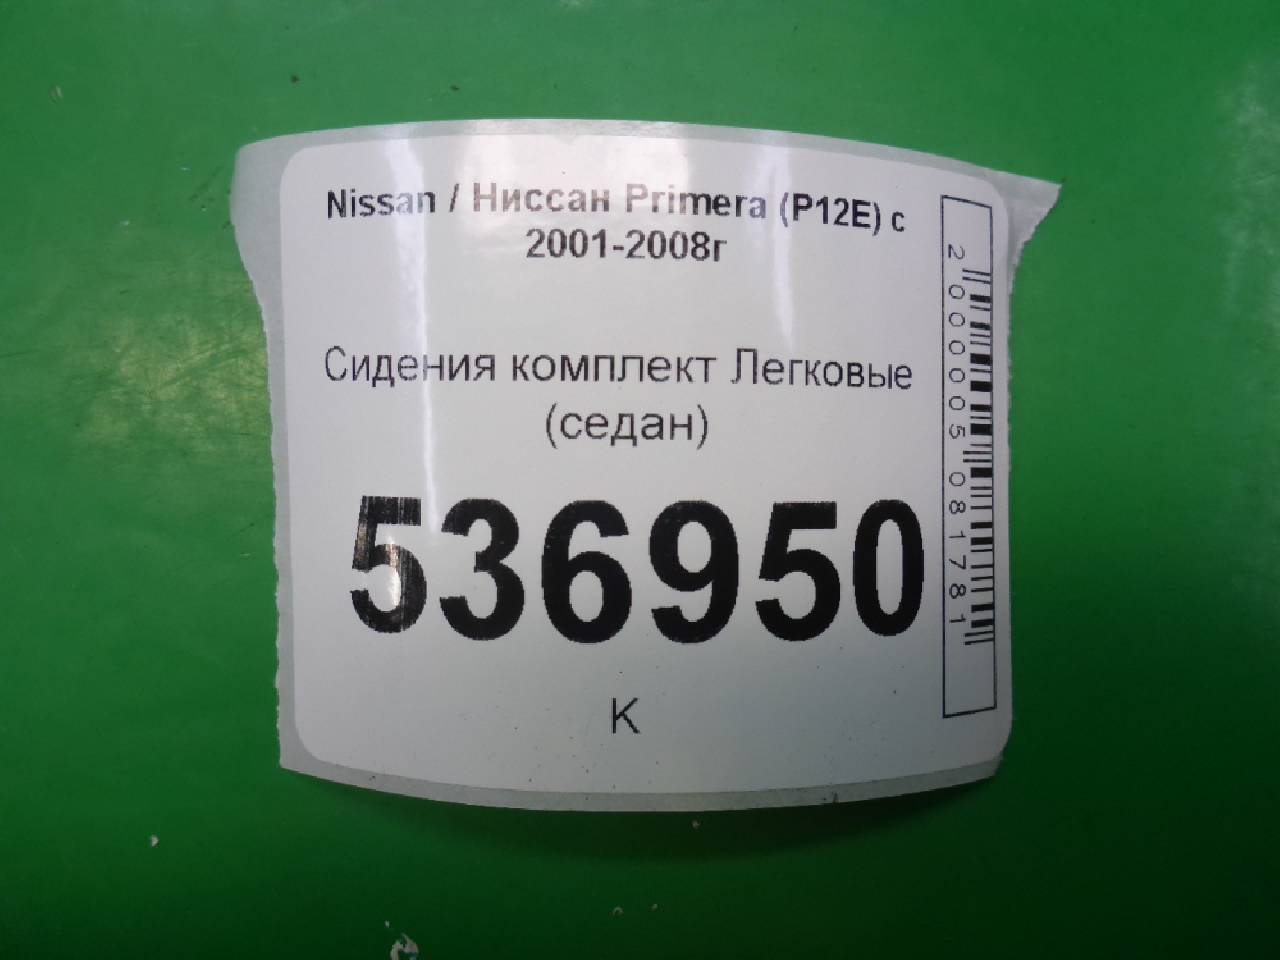 Nissan / Ниссан Primera (P12E) с
2001-2008г
Сидения комплект Легковые
(седан)
536950
К
2000005081781